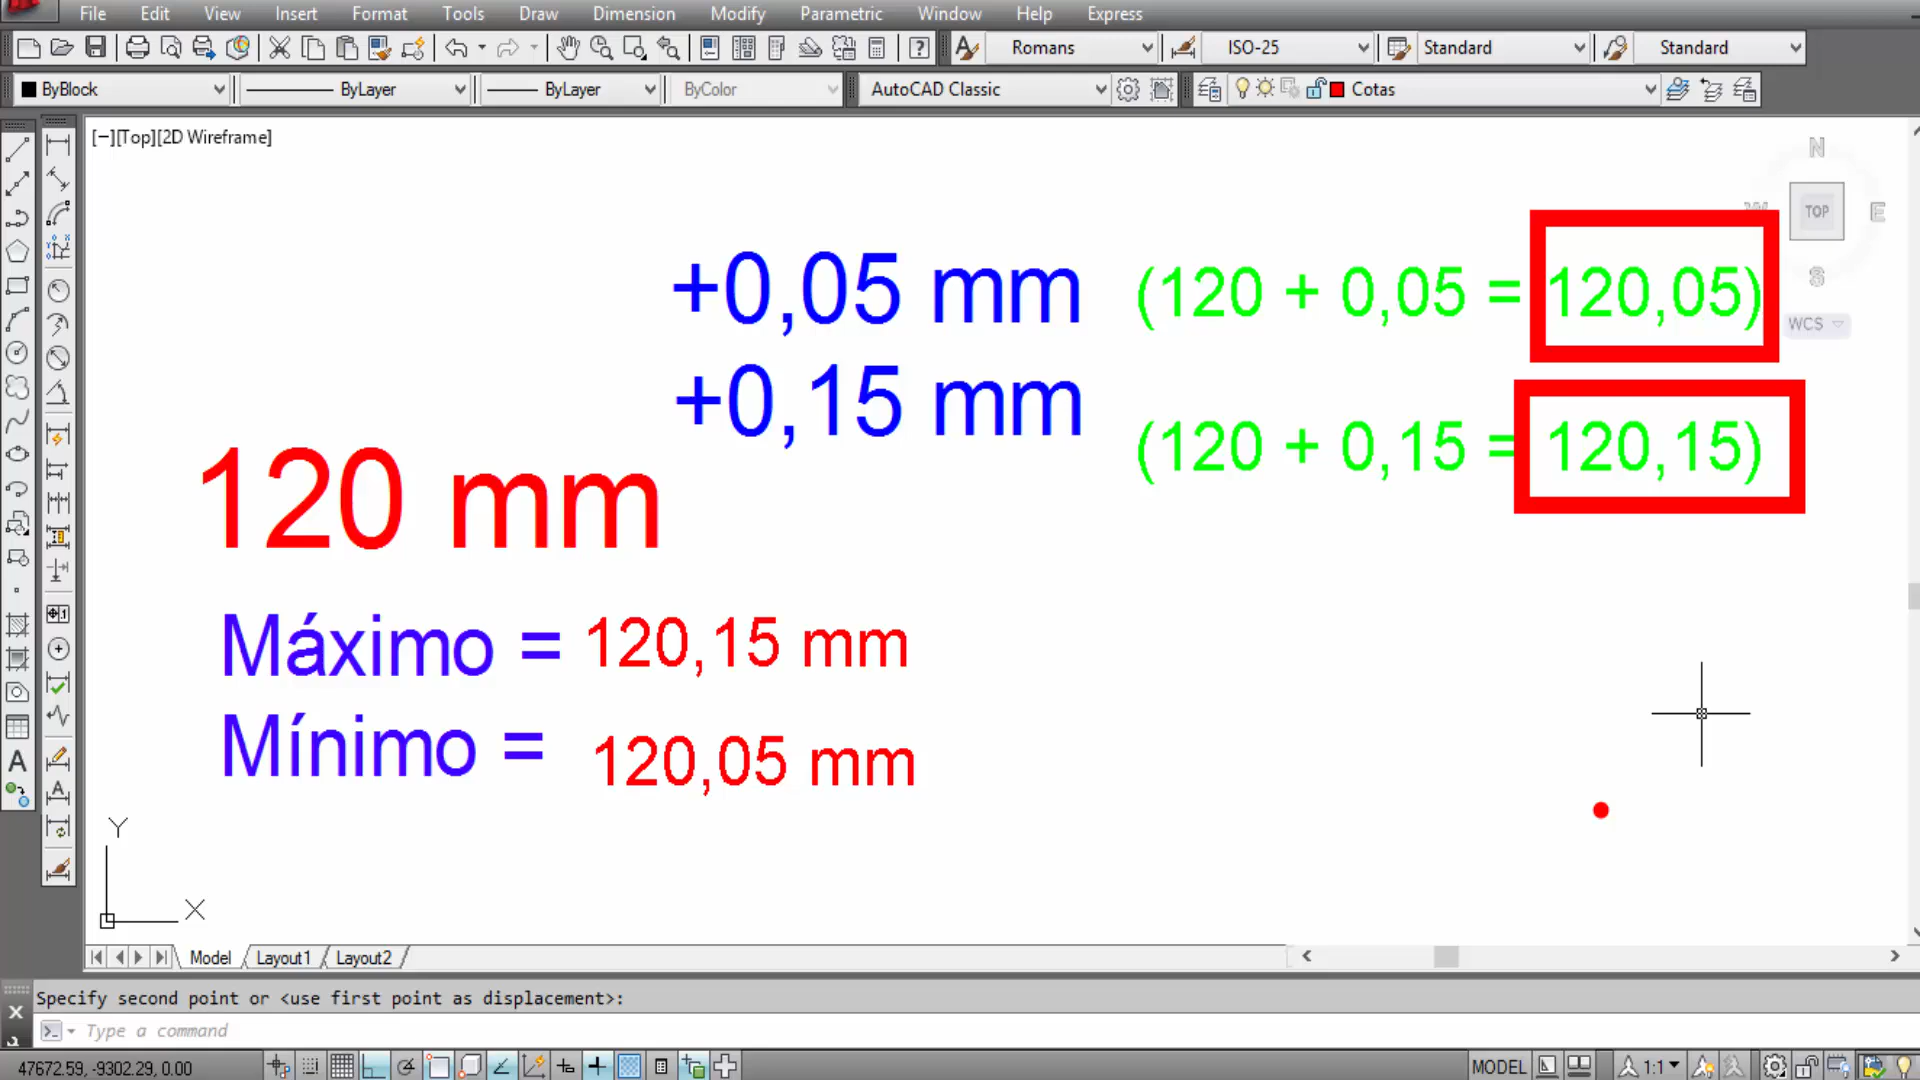 File Edit View Insert Format Tools Draw Dimension Modify Parametric Window Help Express
Romans ISO-25 Standard Standard
ByBlock ByLayer ByLayer ByColor AutoCAD Classic Cotas
[−][Top][2D Wireframe]
N
W TOP E
S
WCS
+0,05 mm (120 + 0,05 = 120,05)
+0,15 mm (120 + 0,15 = 120,15)
120 mm
Máximo = 120,15 mm
Mínimo = 120,05 mm
Y
X
Model Layout1 Layout2
Specify second point or <use first point as displacement>:
Type a command
47672.59, -9302.29, 0.00 MODEL 1:1